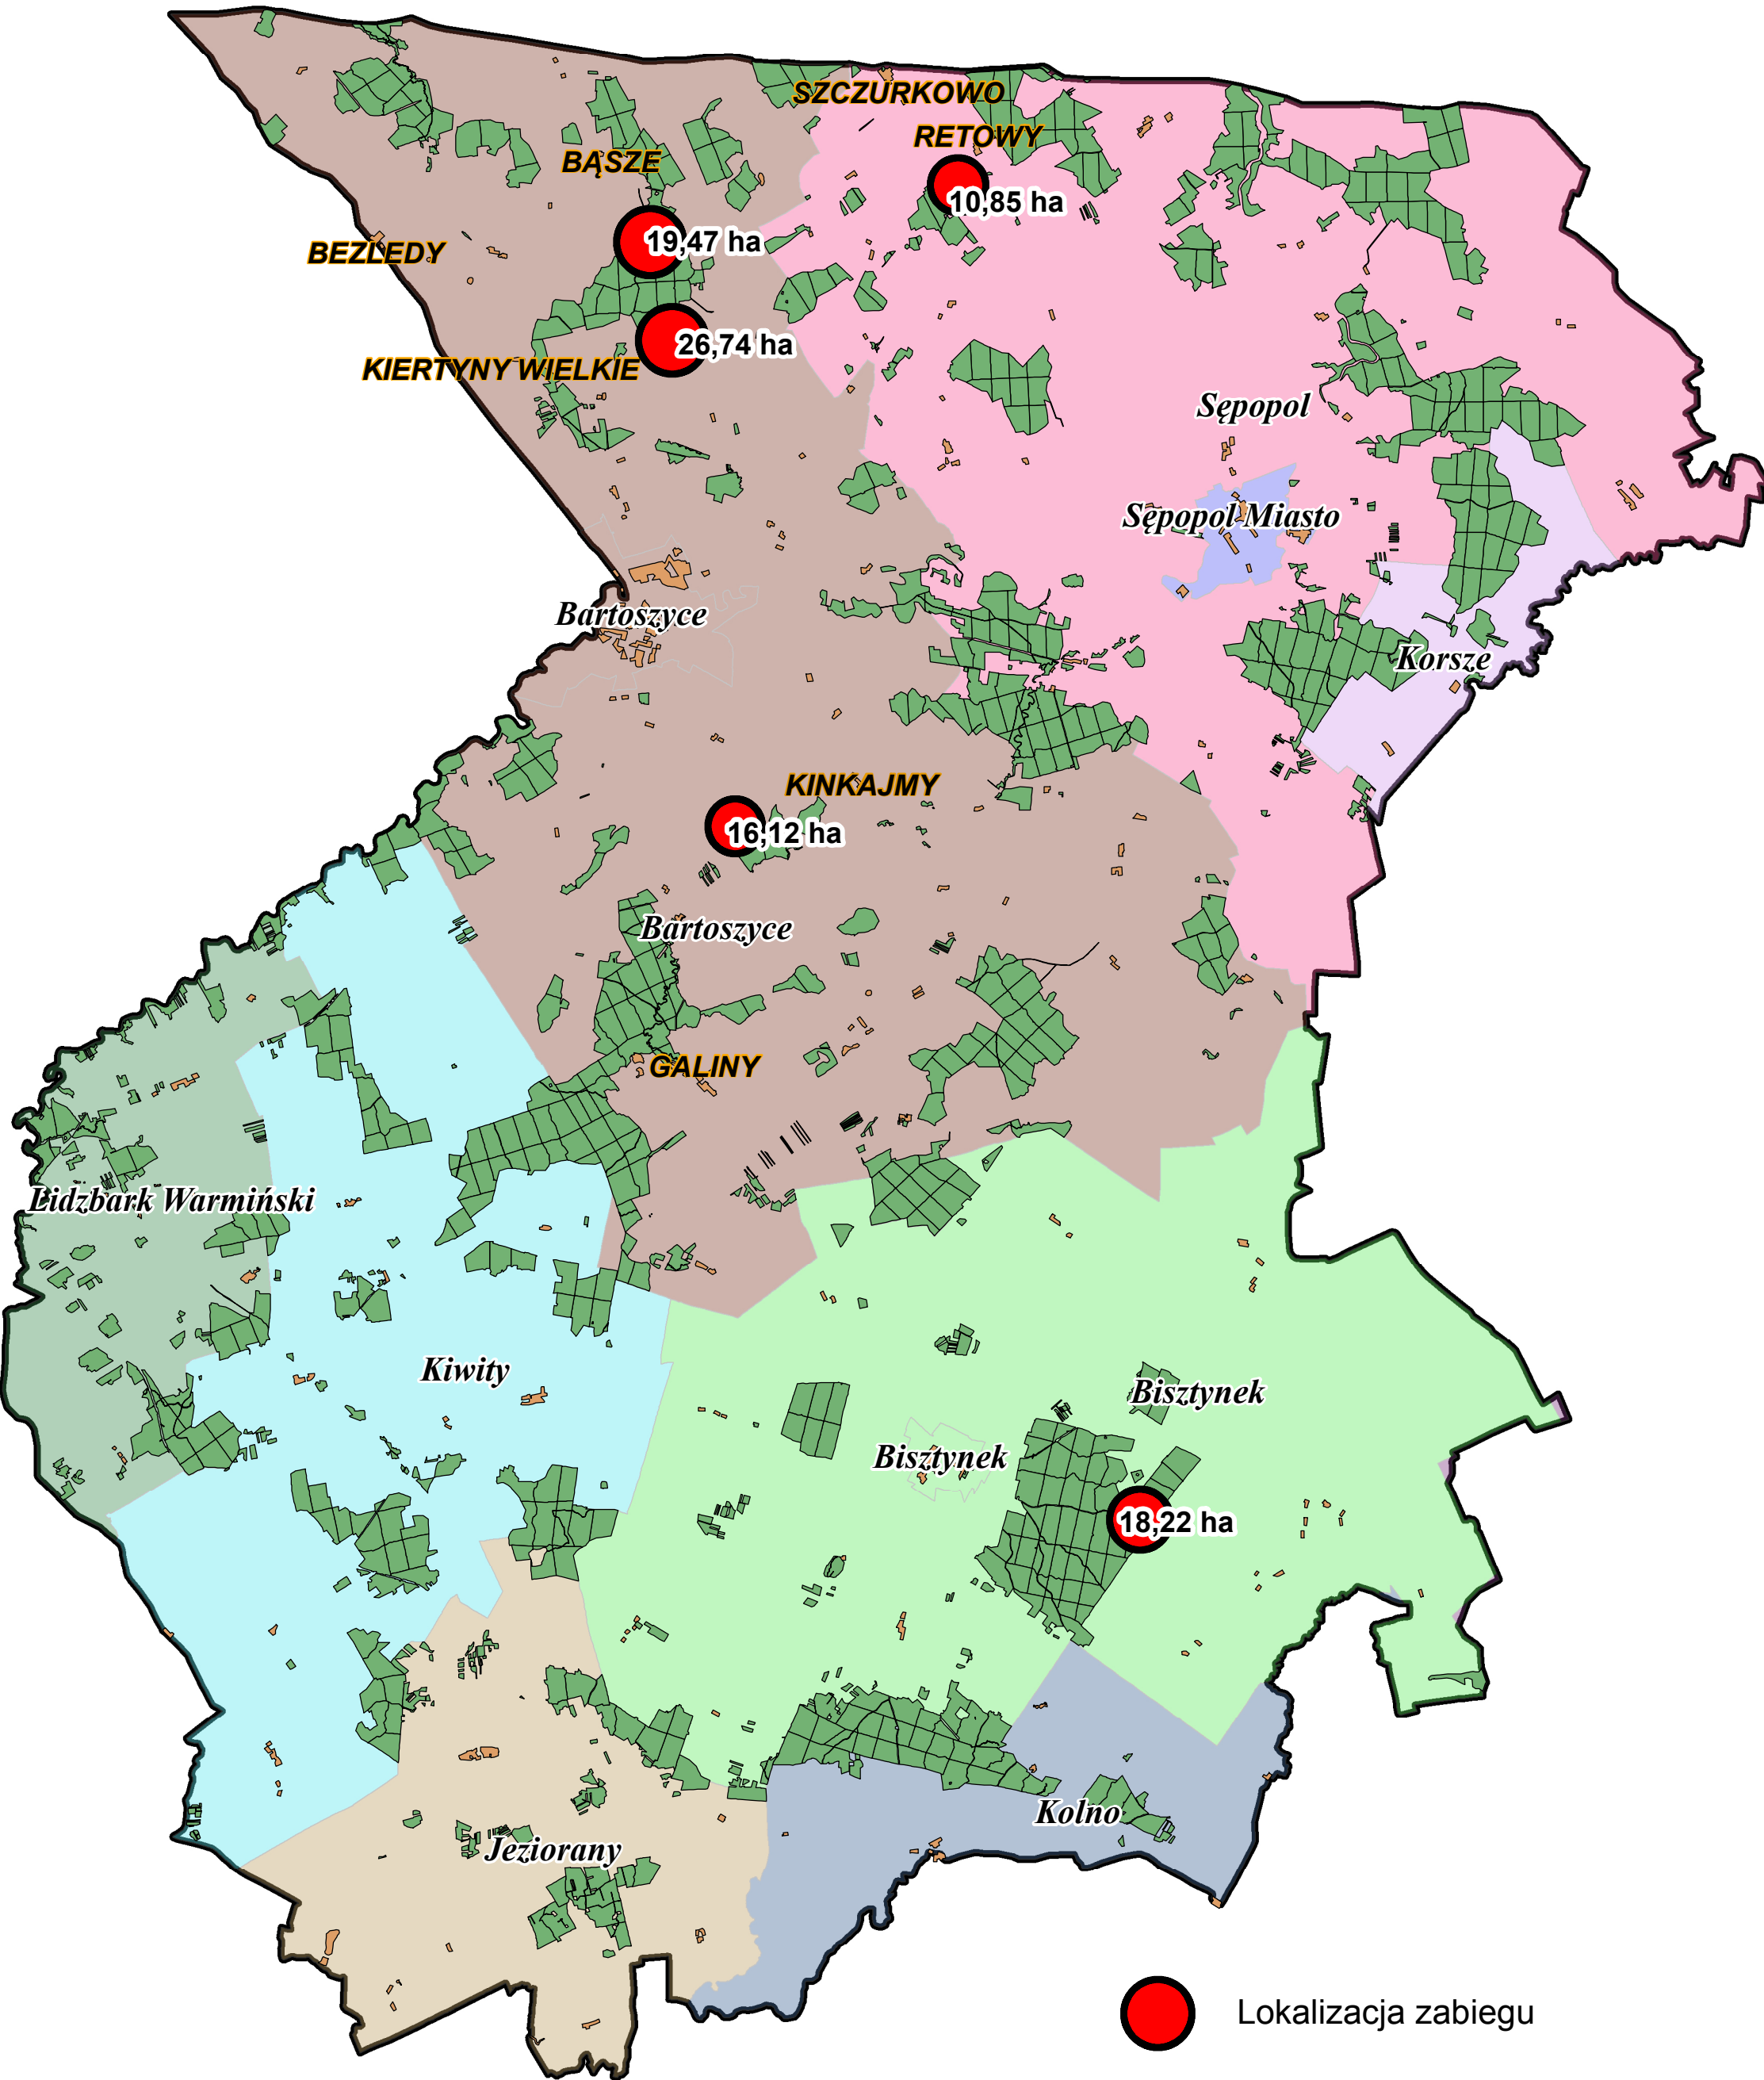 SZCZURKOWO
RETOWY
BĄSZE
10,85 ha
19,47 ha
BEZLEDY
26,74 ha
KIERTYNY WIELKIE
Sępopol
Sępopol Miasto
Bartoszyce
Korsze
KINKAJMY
16,12 ha
Bartoszyce
GALINY
Lidzbark Warmiński
Kiwity
Bisztynek
Bisztynek
18,22 ha
Kolno
Jeziorany
Lokalizacja zabiegu